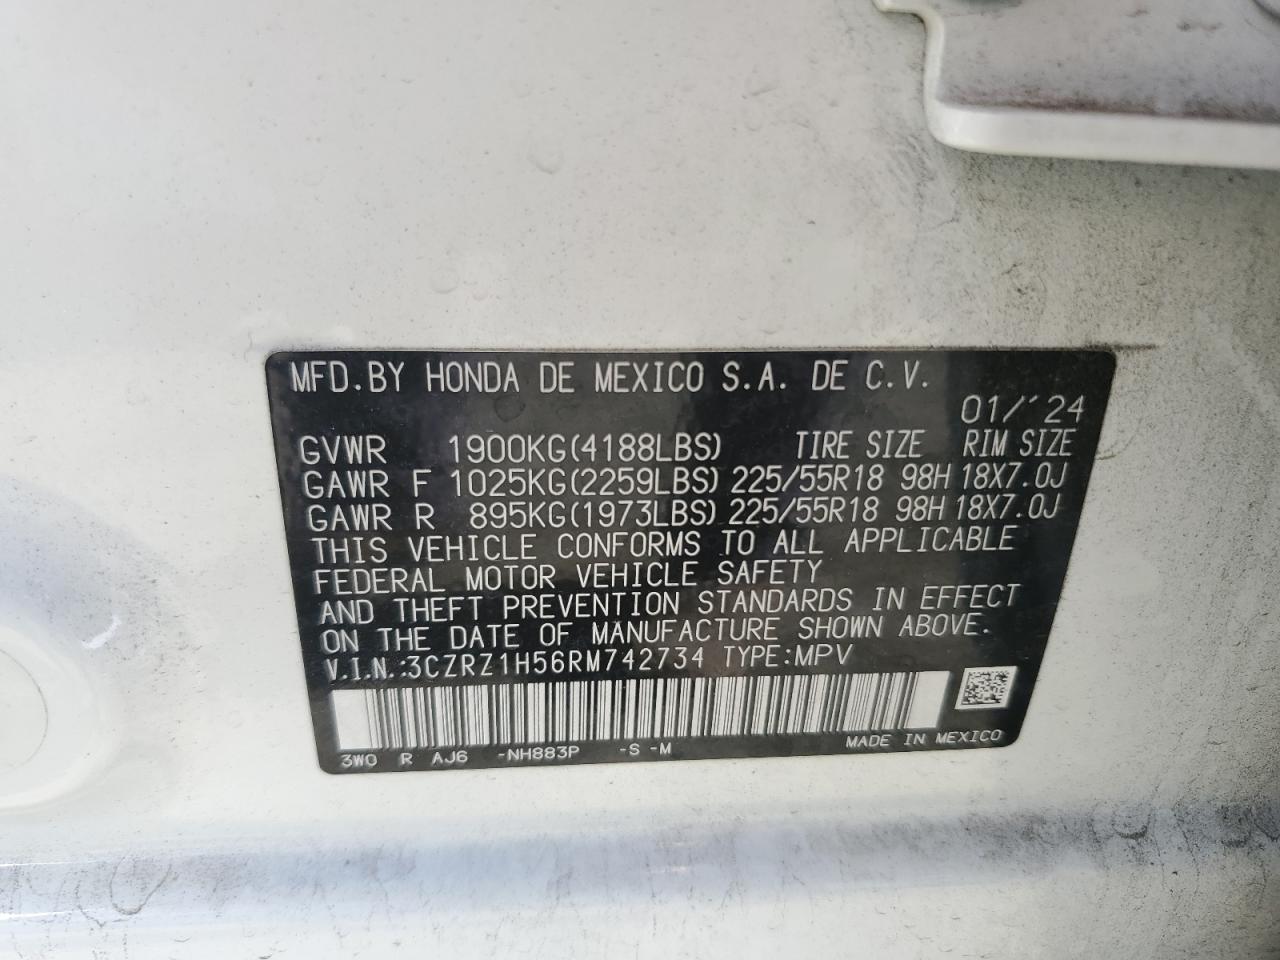 MFD.BY HONDA DE MEXICO S.A. DE C.V.
01/'24
GVWR 1900KG(4188LBS) TIRE SIZE RIM SIZE
GAWR F 1025KG(2259LBS) 225/55R18 98H 18X7.0J
GAWR R 895KG(1973LBS) 225/55R18 98H 18X7.0J
THIS VEHICLE CONFORMS TO ALL APPLICABLE
FEDERAL MOTOR VEHICLE SAFETY
AND THEFT PREVENTION STANDARDS IN EFFECT
ON THE DATE OF MANUFACTURE SHOWN ABOVE.
V.I.N.:3CZRZ1H56RM742734 TYPE:MPV
3W0 R AJ6 -NH883P -S -M MADE IN MEXICO